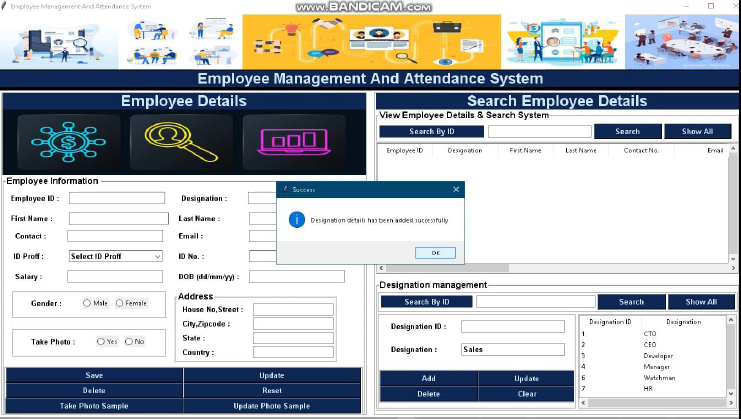 Employee Management And Attendance System
www.BANDICAM.com
Employee Management And Attendance System
Employee Details
Employee Information
Employee ID :
Designation :
First Name :
Last Name :
Contact :
Email :
ID Proff :
Select ID Proff
ID No. :
Salary :
DOB (dd/mm/yy) :
Gender :
Male
Female
Take Photo :
Yes
No
Address
House No,Street :
City,Zipcode :
State :
Country :
Save
Update
Delete
Reset
Take Photo Sample
Update Photo Sample
Success
Designation details has been added successfully
OK
Search Employee Details
View Employee Details & Search System
Search By ID
Search
Show All
Employee ID
Designation
First Name
Last Name
Contact No.
Email
Designation management
Search By ID
Search
Show All
Designation ID :
Designation :
Sales
Add
Update
Delete
Clear
Designation ID
Designation
1 CTO
2 CEO
3 Developer
4 Manager
6 Watchman
7 HR